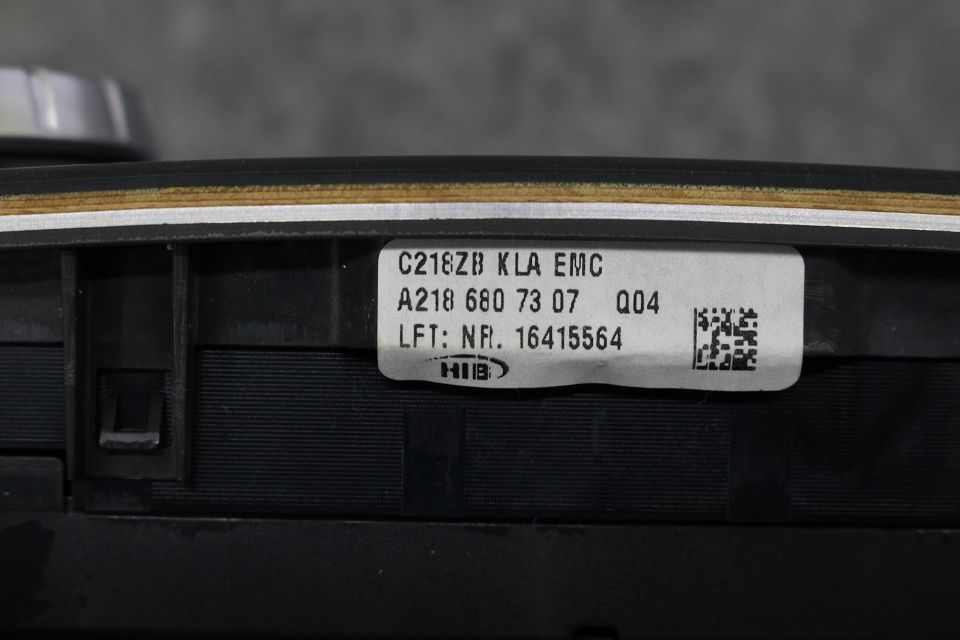 C218ZB KLA EMC
A218 680 73 07 Q04
LFT: NR. 16415564
HIB